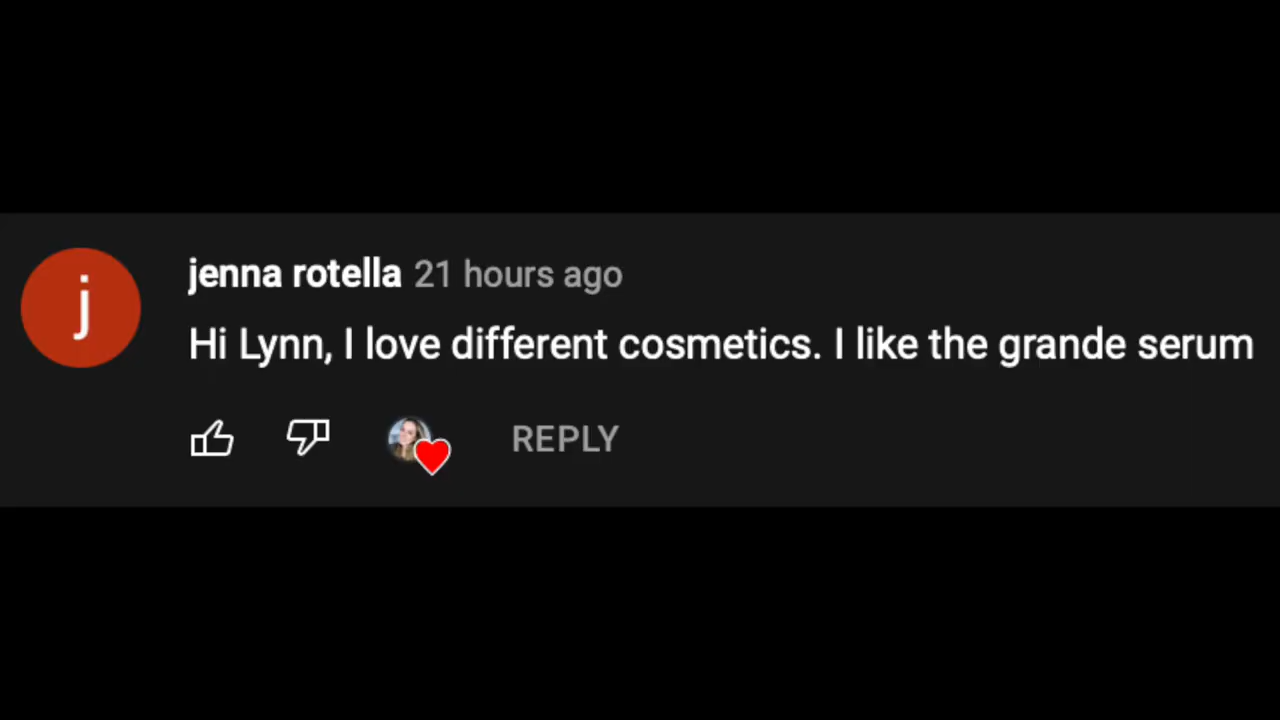 j
jenna rotella 21 hours ago
Hi Lynn, I love different cosmetics. I like the grande serum
REPLY